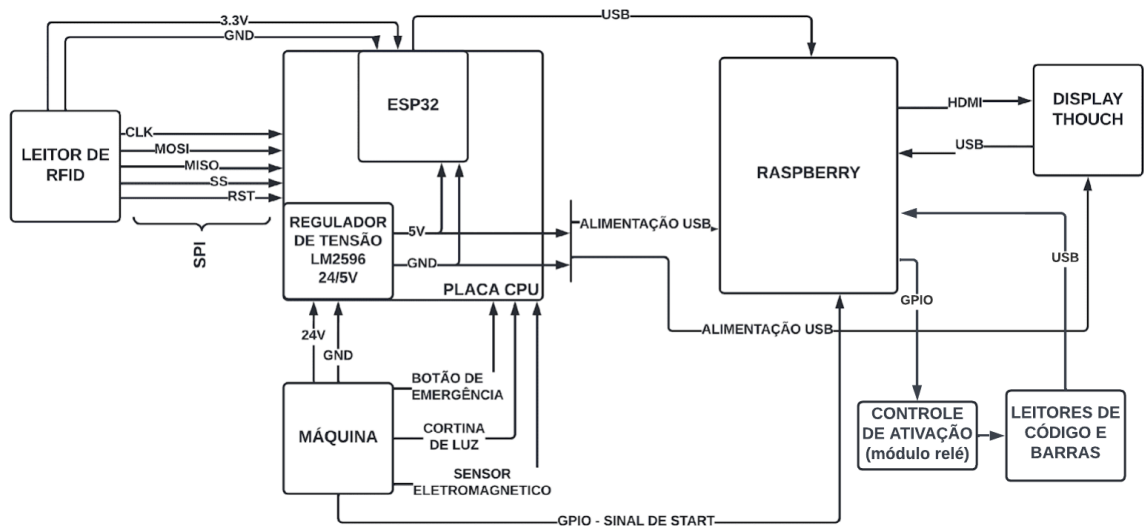 3.3V
GND
USB
ESP32
LEITOR DE
RFID
CLK
MOSI
MISO
SS
RST
SPI
REGULADOR
DE TENSÃO
LM2596
24/5V
5V
GND
PLACA CPU
ALIMENTAÇÃO USB
RASPBERRY
HDMI
USB
DISPLAY
THOUCH
USB
GPIO
ALIMENTAÇÃO USB
24V
GND
MÁQUINA
BOTÃO DE
EMERGÊNCIA
CORTINA
DE LUZ
SENSOR
ELETROMAGNETICO
CONTROLE
DE ATIVAÇÃO
(módulo relé)
LEITORES DE
CÓDIGO E
BARRAS
GPIO - SINAL DE START